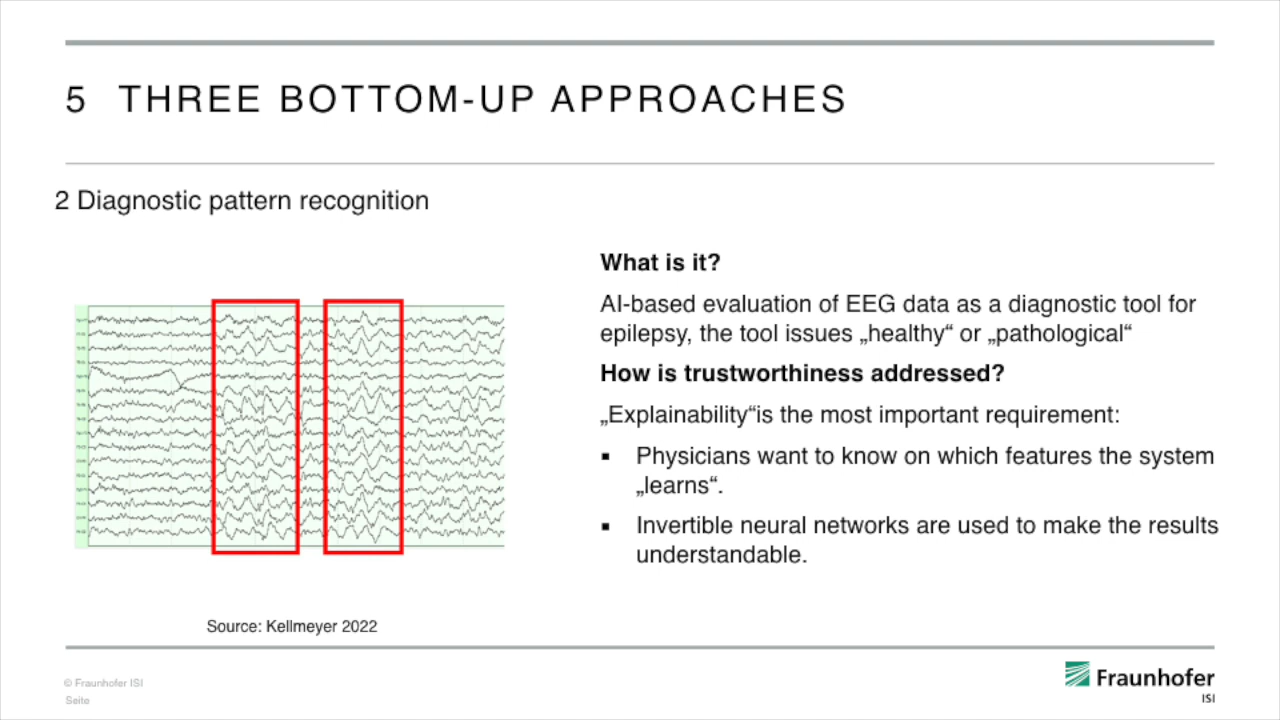 5 THREE BOTTOM-UP APPROACHES
2 Diagnostic pattern recognition
What is it?
AI-based evaluation of EEG data as a diagnostic tool for
epilepsy, the tool issues „healthy“ or „pathological“
How is trustworthiness addressed?
„Explainability“is the most important requirement:
▪ Physicians want to know on which features the system
„learns“.
▪ Invertible neural networks are used to make the results
understandable.
Source: Kellmeyer 2022
© Fraunhofer ISI
Seite
Fraunhofer
ISI